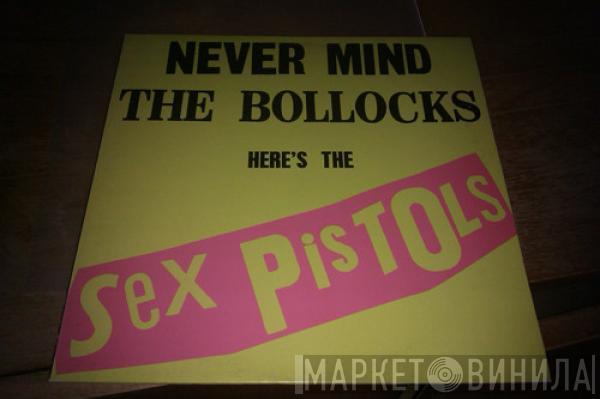 NEVER MIND
THE BOLLOCKS
HERE'S THE
Sex PisTOLs
МАРКЕТ ВИНИЛА